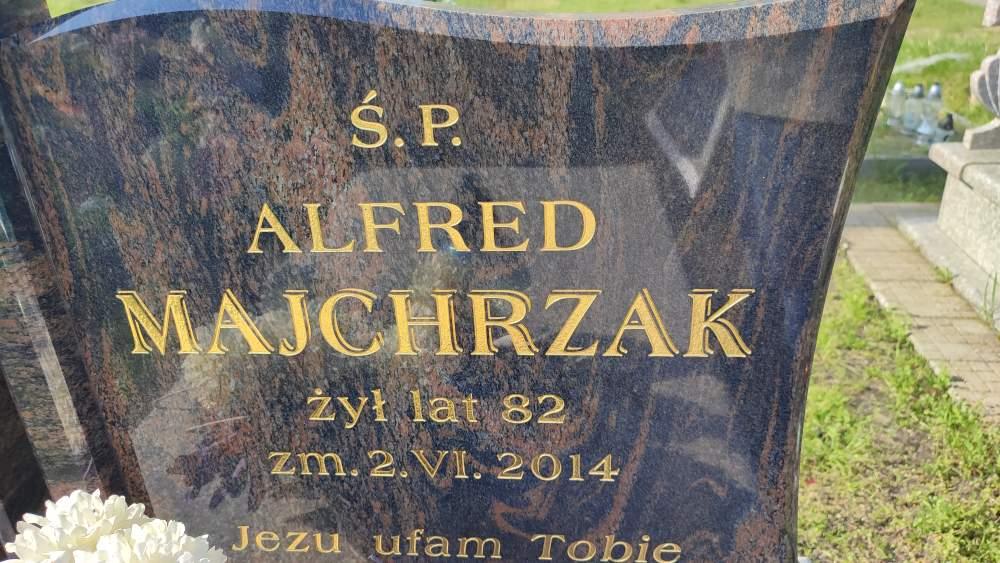 Ś.P.
ALFRED
MAJCHRZAK
żył lat 82
zm. 2. VI. 2014
Jezu ufam Tobie